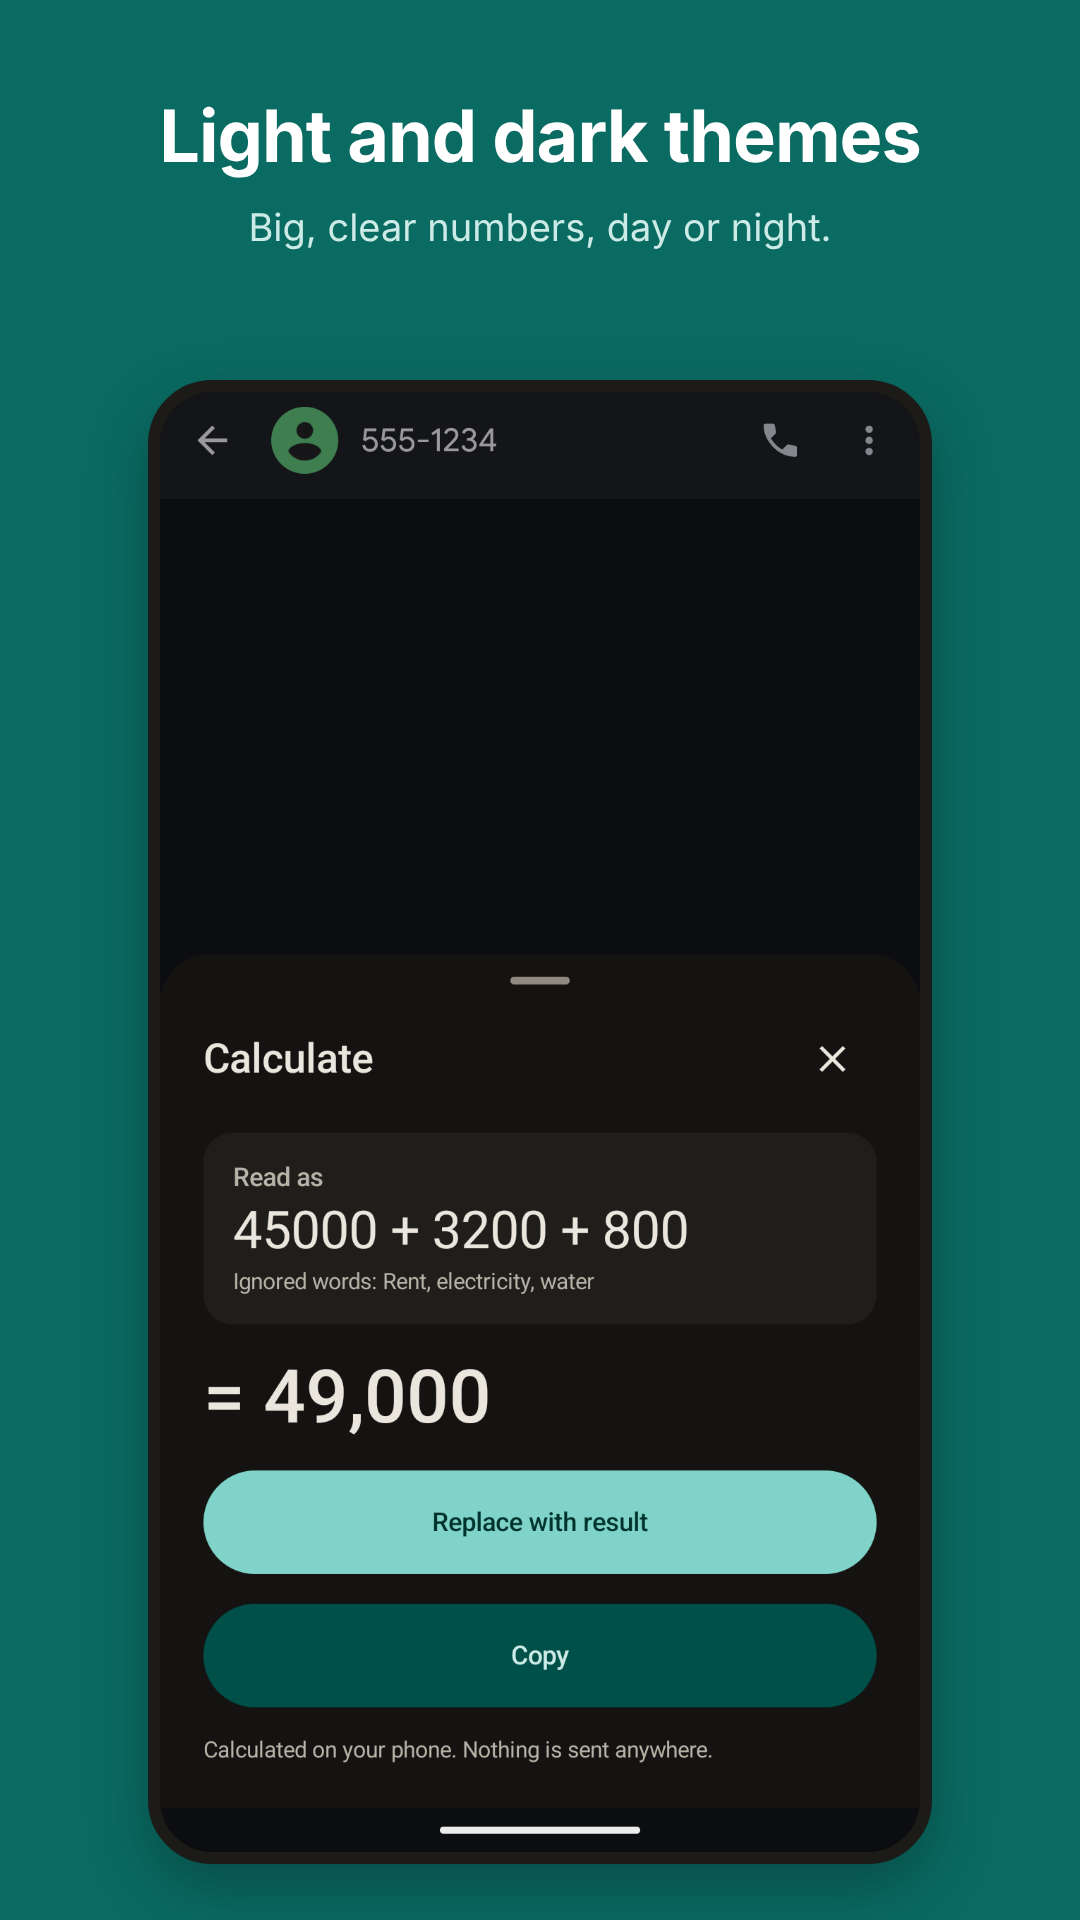 Light and dark themes
Big, clear numbers, day or night.
555-1234
Calculate
Read as
45000 + 3200 + 800
Ignored words: Rent, electricity, water
= 49,000
Replace with result
Copy
Calculated on your phone. Nothing is sent anywhere.